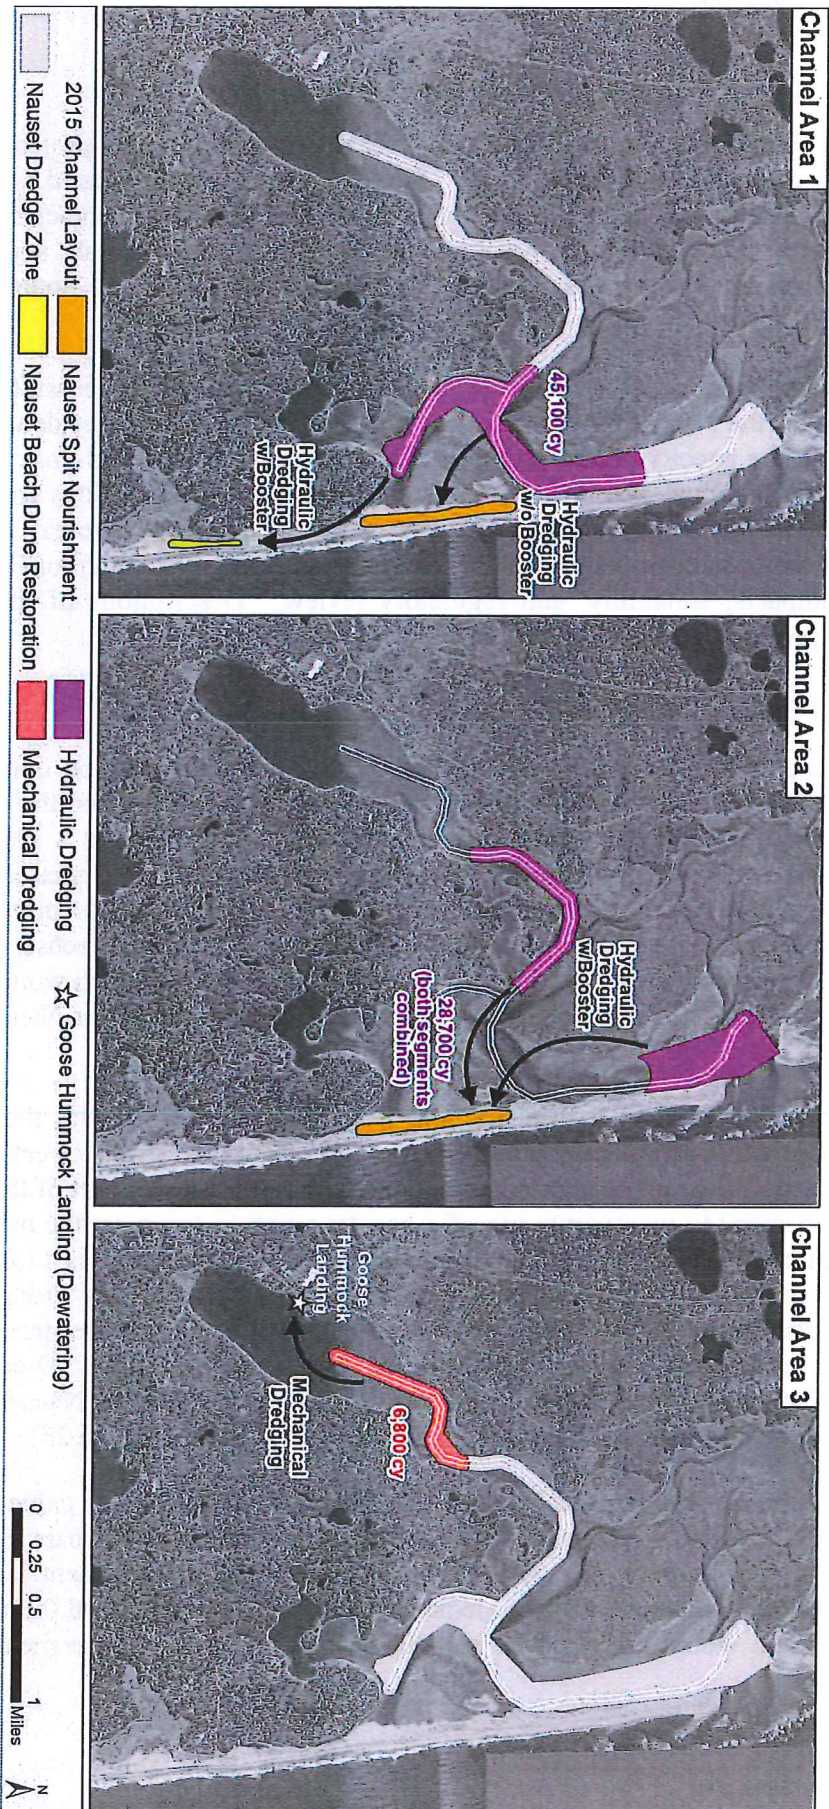 Channel Area 1
45,100 cy
Hydraulic
Dredging
w/o Booster
Hydraulic
Dredging
w/Booster
Channel Area 2
Hydraulic
Dredging
w/Booster
28,700 cy
(both segments
combined)
Channel Area 3
Goose
Hummock
Landing
Mechanical
Dredging
6,800 cy
2015 Channel Layout
Nauset Dredge Zone
Nauset Spit Nourishment
Nauset Beach Dune Restoration
Hydraulic Dredging
Mechanical Dredging
Goose Hummock Landing (Dewatering)
0 0.25 0.5 1
Miles
N